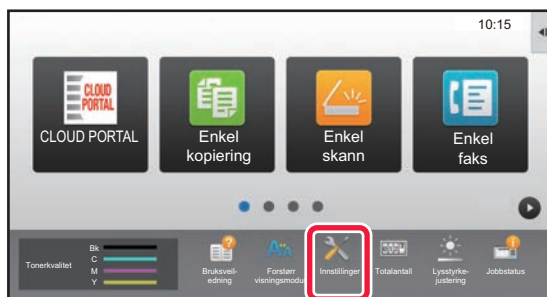 10:15
CLOUD
PORTAL
CLOUD PORTAL
Enkel
kopiering
Enkel
skann
Enkel
faks
Tonerkvalitet
Bk
C
M
Y
Bruksveil-
edning
Forstørr
visningsmodus
Innstillinger
Totalantall
Lysstyrke-
justering
Jobbstatus